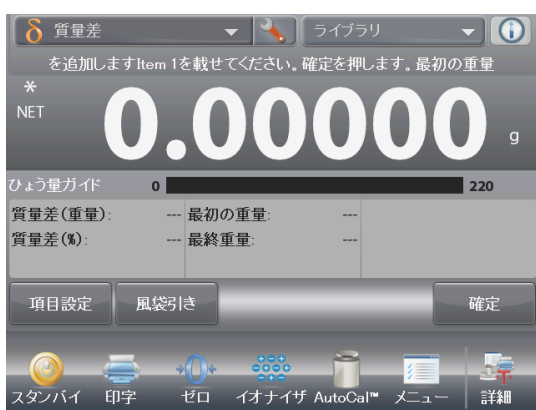 δ 質量差 ライブラリ
を追加しますItem 1を載せてください。確定を押します。最初の重量
*
NET 0.00000 g
ひょう量ガイド 0 220
質量差(重量): --- 最初の重量: ---
質量差(%): --- 最終重量: ---
項目設定 風袋引き 確定
スタンバイ 印字 ゼロ イオナイザ AutoCal™ メニュー 詳細